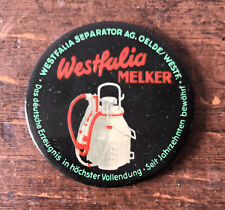 WESTFALIA SEPARATOR AG. OELDE/WESTF.
Westfalia
MELKER
Das deutsche Erzeugnis in höchster Vollendung · Seit Jahrzehnten bewährt